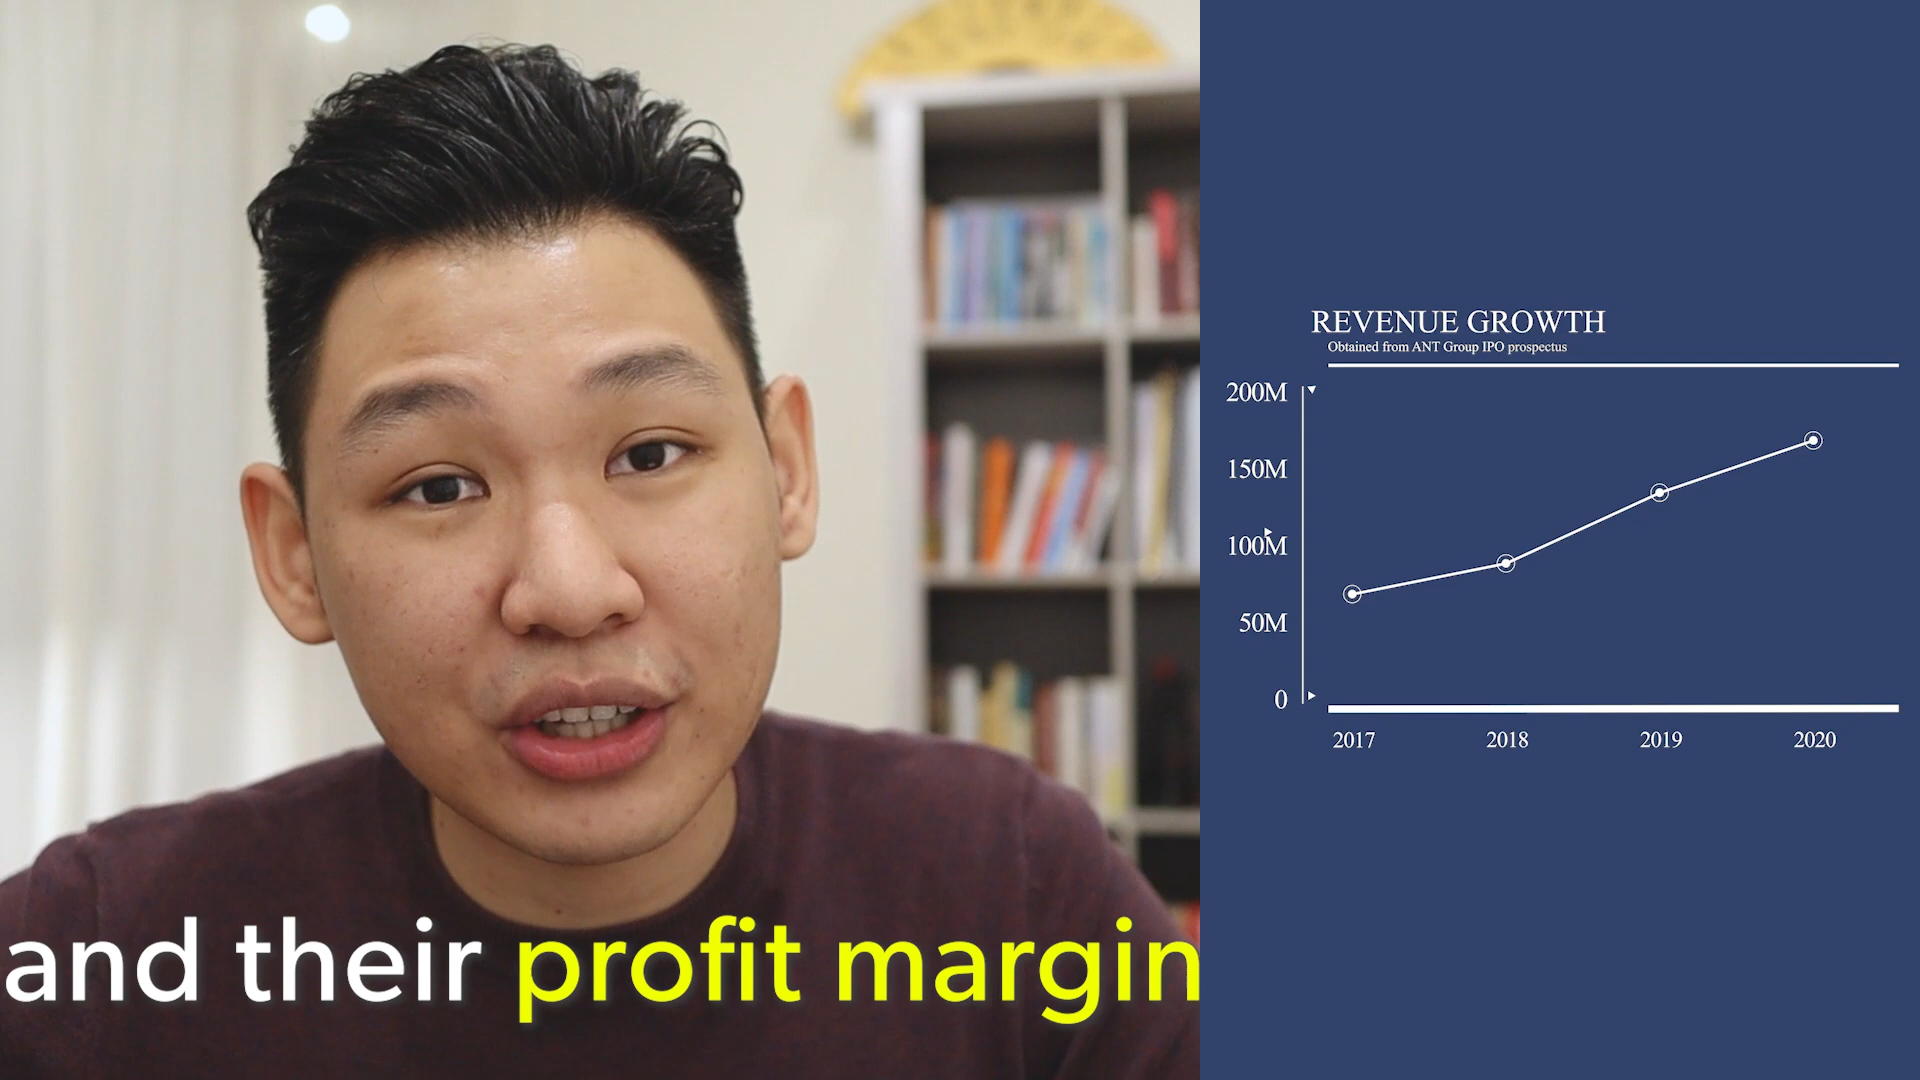 and their profit margin
REVENUE GROWTH
Obtained from ANT Group IPO prospectus
200M
150M
100M
50M
0
2017 2018 2019 2020